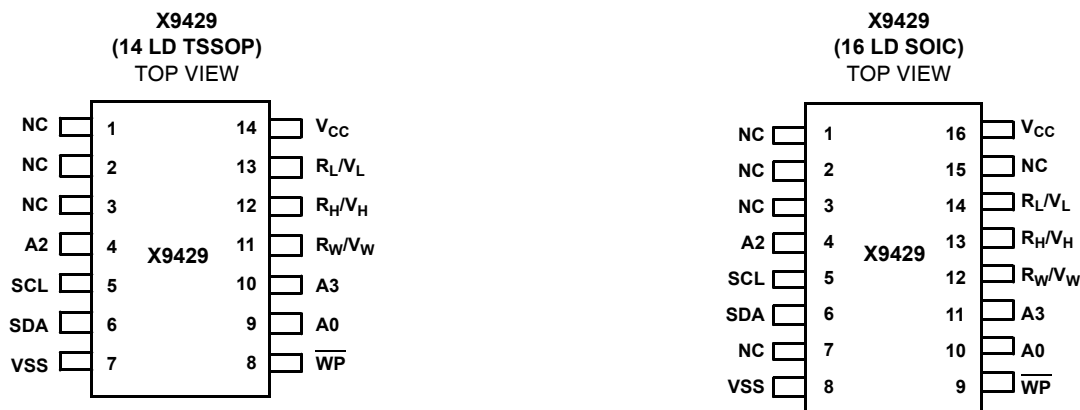 X9429
(14 LD TSSOP)
TOP VIEW
NC 1 14 VCC
NC 2 13 RL/VL
NC 3 12 RH/VH
A2 4 11 RW/VW
X9429
SCL 5 10 A3
SDA 6 9 A0
VSS 7 8 WP
X9429
(16 LD SOIC)
TOP VIEW
NC 1 16 VCC
NC 2 15 NC
NC 3 14 RL/VL
A2 4 13 RH/VH
X9429
SCL 5 12 RW/VW
SDA 6 11 A3
NC 7 10 A0
VSS 8 9 WP